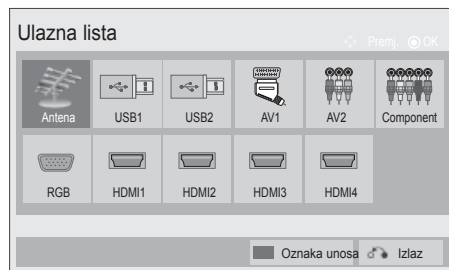 Ulazna lista
Premj. OK
Antena USB1 USB2 AV1 AV2 Component
RGB HDMI1 HDMI2 HDMI3 HDMI4
Oznaka unosa Izlaz